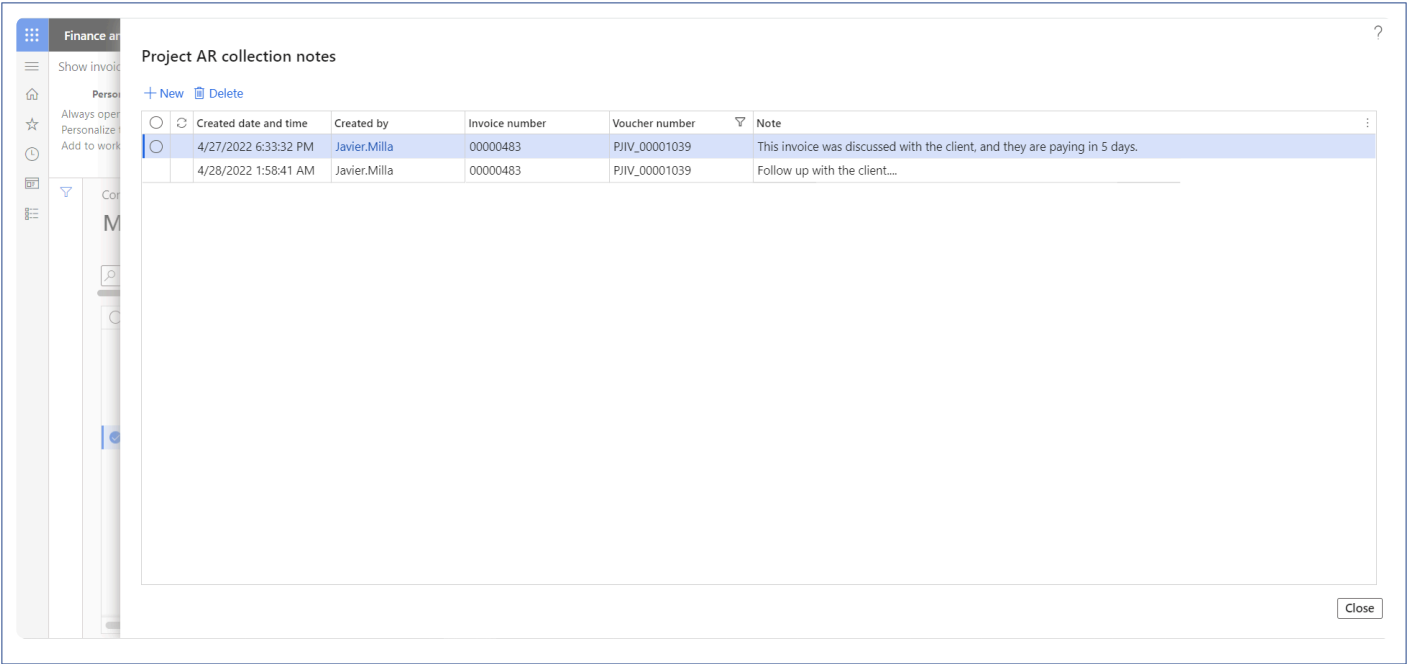 Finance ar
?
Project AR collection notes
Show invoic
New Delete
Person
Always open
Personalize t
Add to work
Created date and time Created by Invoice number Voucher number Note
4/27/2022 6:33:32 PM Javier.Milla 00000483 PJIV_00001039 This invoice was discussed with the client, and they are paying in 5 days.
4/28/2022 1:58:41 AM Javier.Milla 00000483 PJIV_00001039 Follow up with the client....
Cor
M
Close